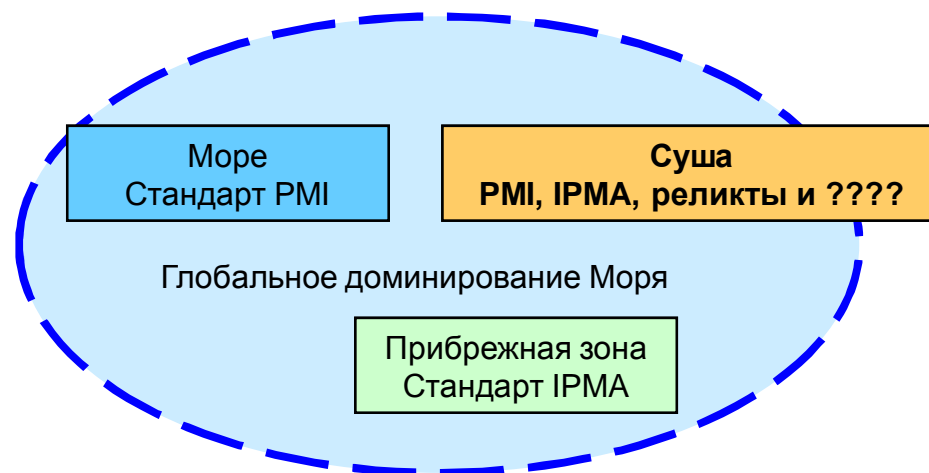 Море
Стандарт PMI
Суша
PMI, IPMA, реликты и ????
Глобальное доминирование Моря
Прибрежная зона
Стандарт IPMA